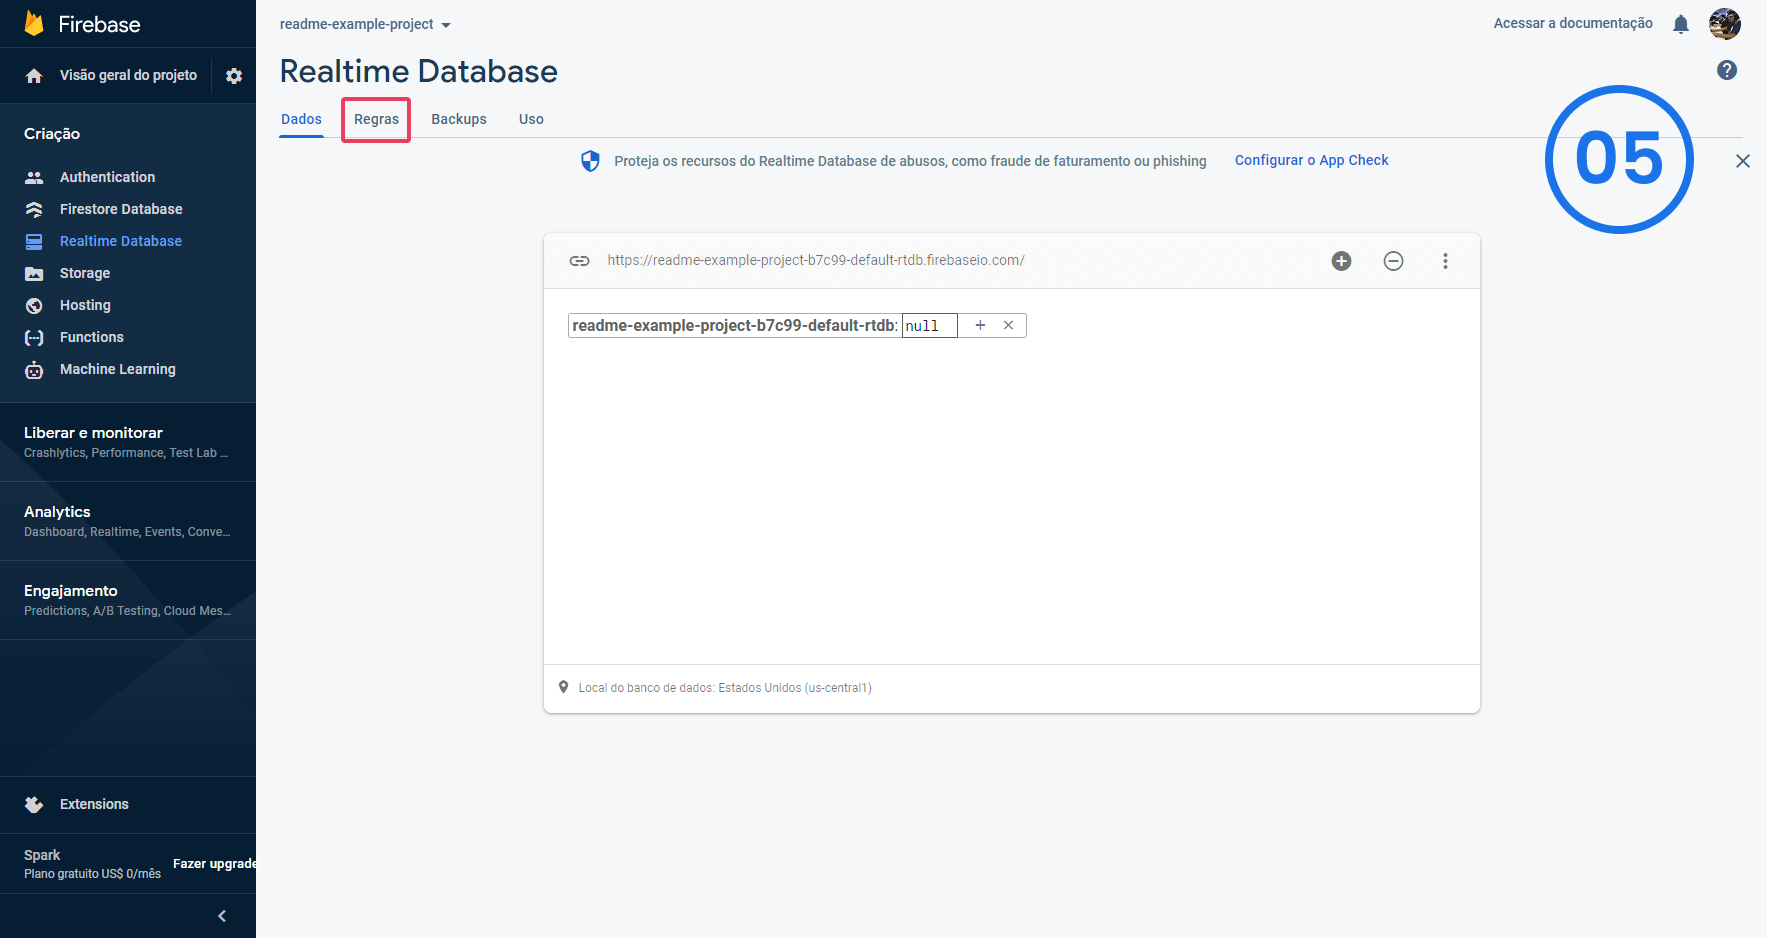 Firebase
Visão geral do projeto
Criação
Authentication
Firestore Database
Realtime Database
Storage
Hosting
Functions
Machine Learning
Liberar e monitorar
Crashlytics, Performance, Test Lab ...
Analytics
Dashboard, Realtime, Events, Conve...
Engajamento
Predictions, A/B Testing, Cloud Mes...
Extensions
Spark
Plano gratuito US$ 0/mês
Fazer upgrade
readme-example-project
Acessar a documentação
Realtime Database
Dados Regras Backups Uso
05
Proteja os recursos do Realtime Database de abusos, como fraude de faturamento ou phishing Configurar o App Check
https://readme-example-project-b7c99-default-rtdb.firebaseio.com/
readme-example-project-b7c99-default-rtdb: null
Local do banco de dados: Estados Unidos (us-central1)